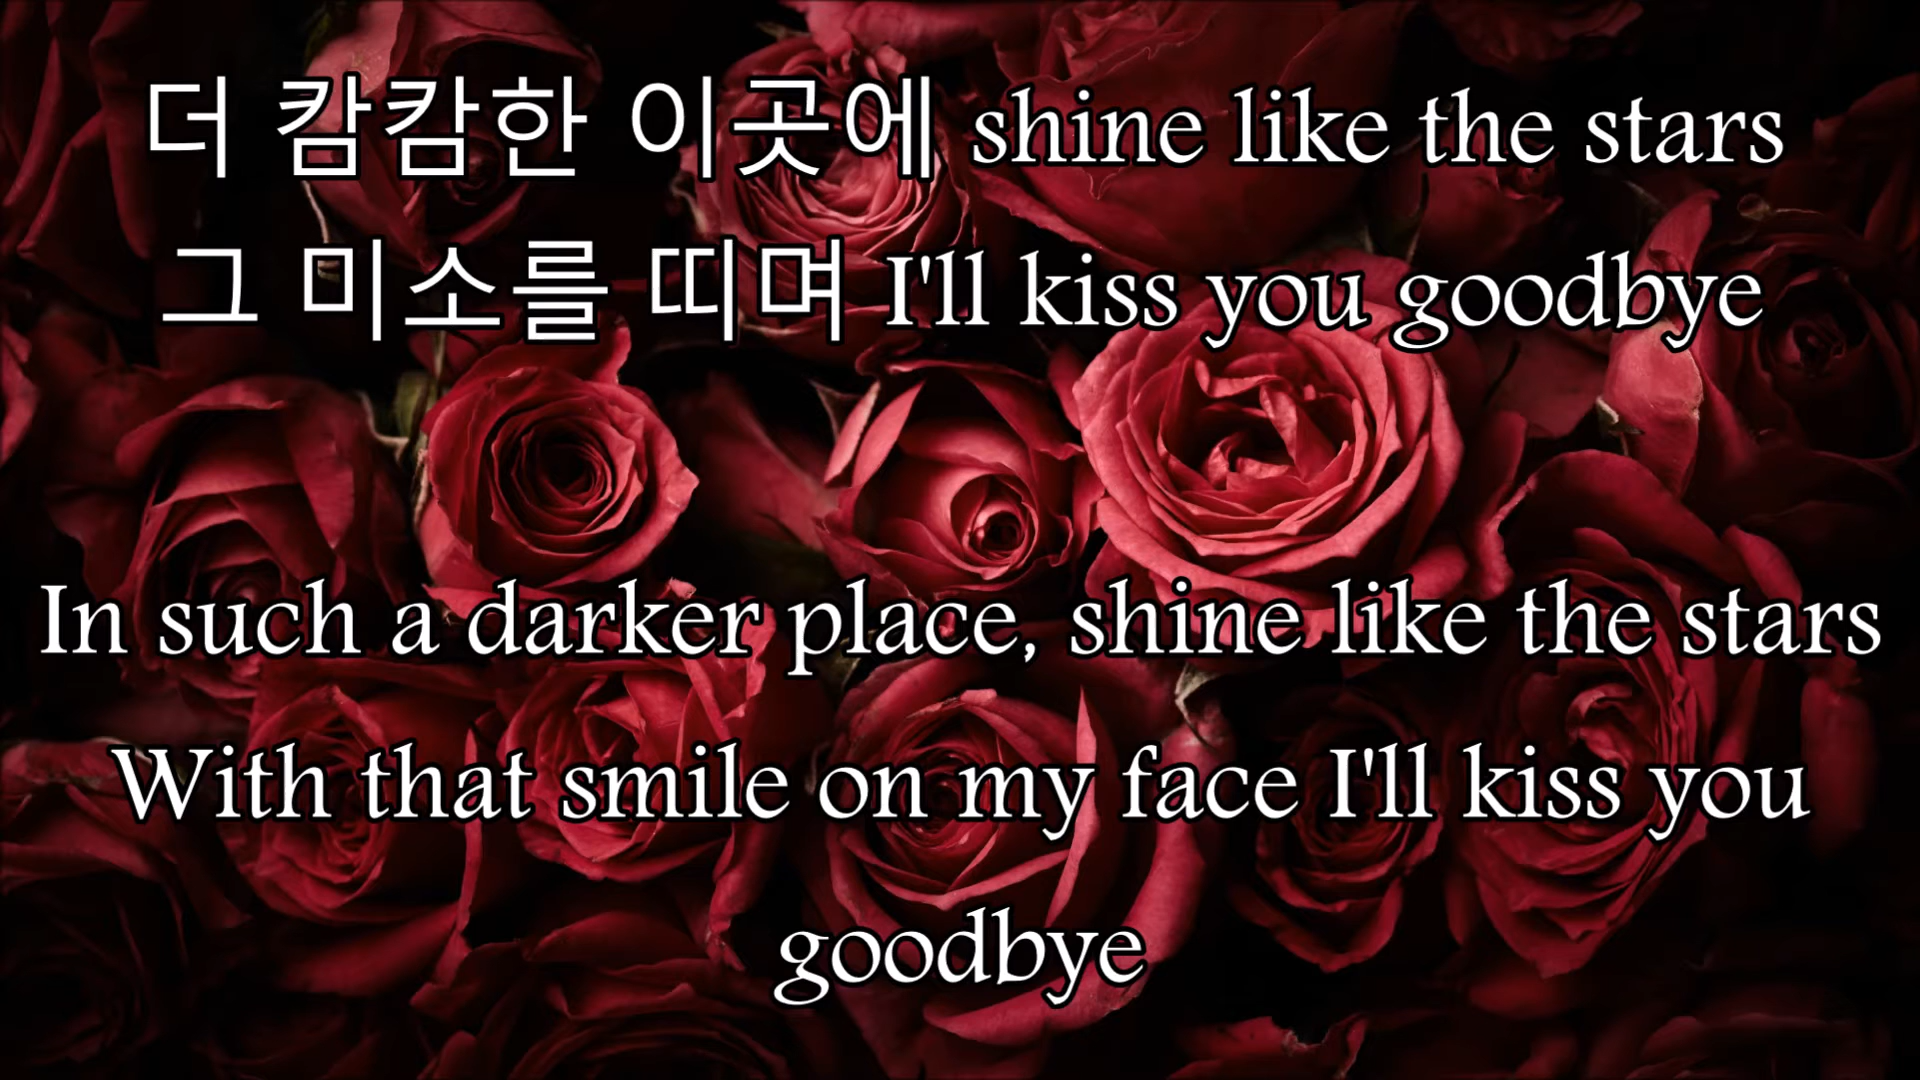 더 캄캄한 이곳에 shine like the stars
그 미소를 띠며 I'll kiss you goodbye
In such a darker place, shine like the stars
With that smile on my face I'll kiss you
goodbye